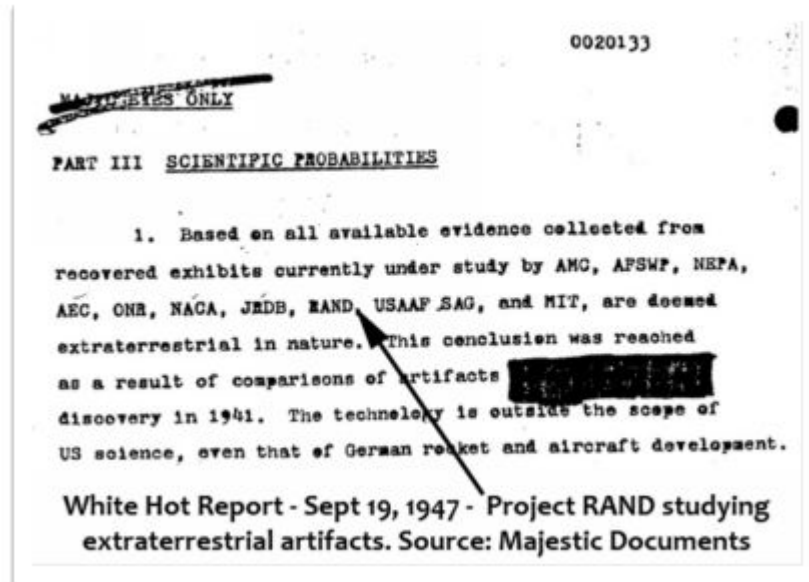 0020133
EYES ONLY
PART III SCIENTIFIC PROBABILITIES
1. Based on all available evidence collected from
recovered exhibits currently under study by AMC, AFSWP, NEPA,
AEC, ONR, NACA, JRDB, RAND, USAAF SAG, and MIT, are deemed
extraterrestrial in nature. This conclusion was reached
as a result of comparisons of artifacts
discovery in 1941. The technology is outside the scope of
US science, even that of German rocket and aircraft development.
White Hot Report - Sept 19, 1947 - Project RAND studying
extraterrestrial artifacts. Source: Majestic Documents